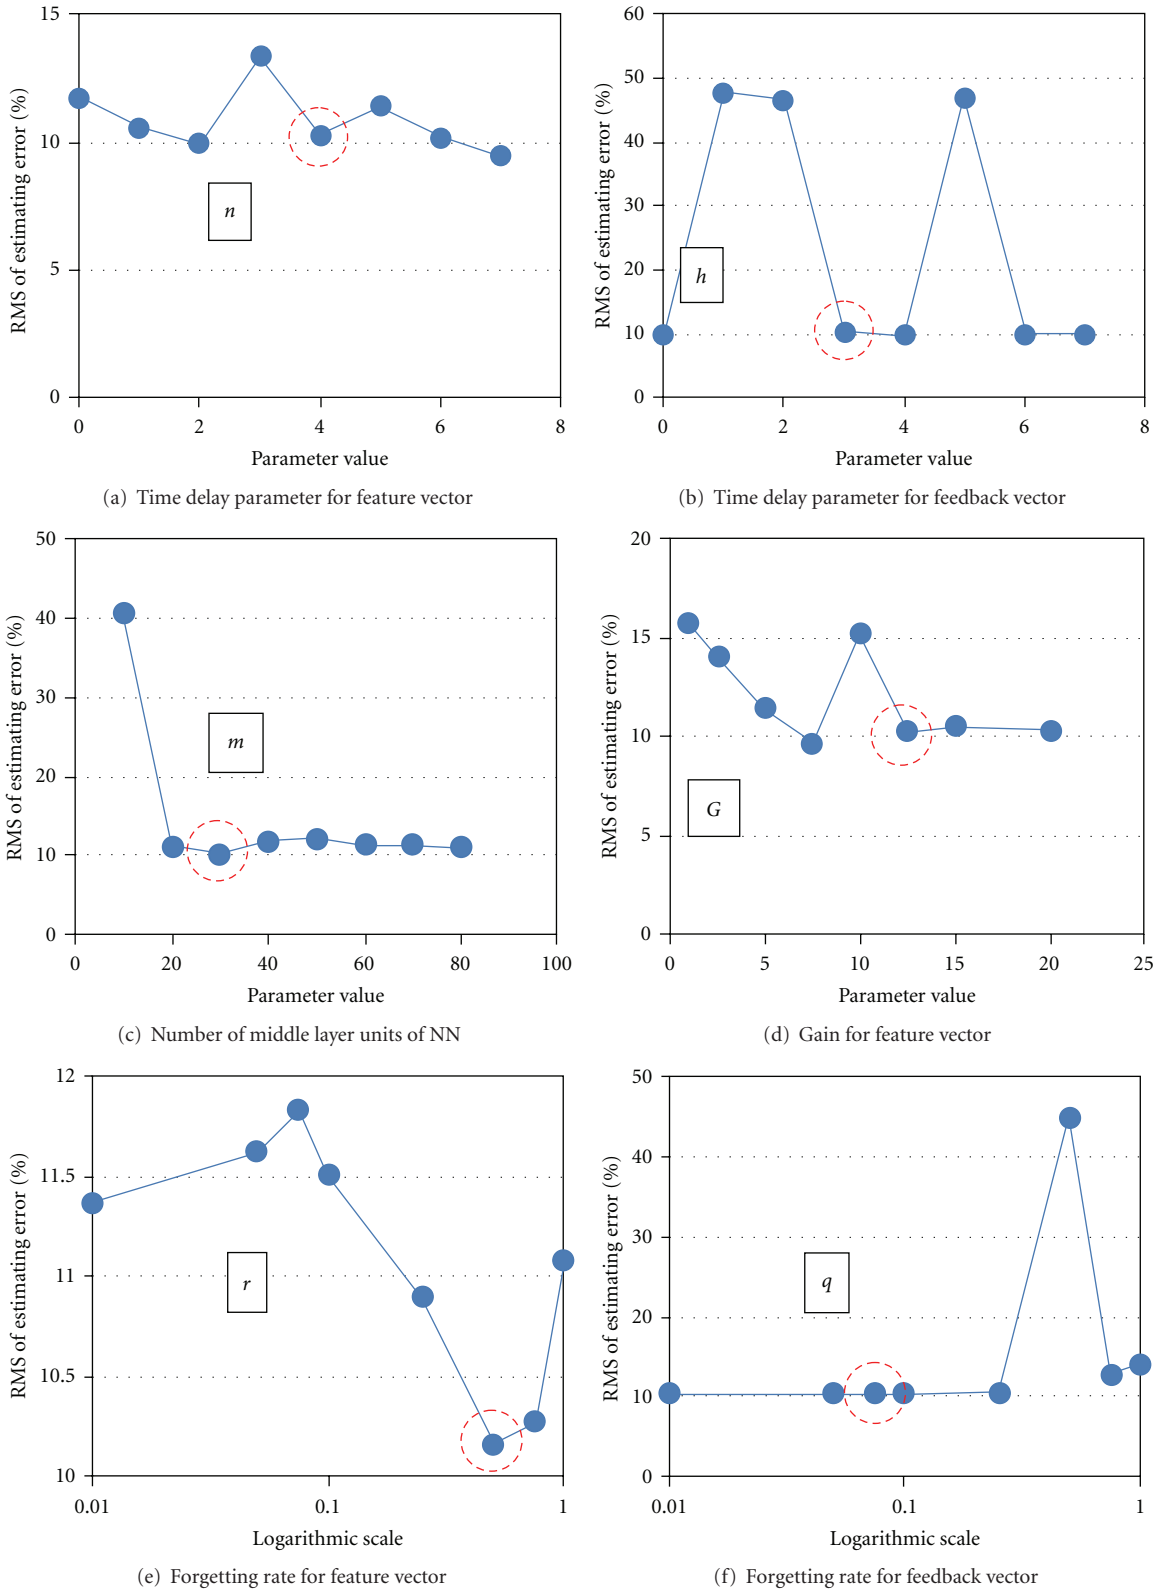 15
10
5
0
RMS of estimating error (%)
n
0 2 4 6 8
Parameter value
(a) Time delay parameter for feature vector
60
50
40
30
20
10
0
RMS of estimating error (%)
h
0 2 4 6 8
Parameter value
(b) Time delay parameter for feedback vector
50
40
30
20
10
0
RMS of estimating error (%)
m
0 20 40 60 80 100
Parameter value
(c) Number of middle layer units of NN
20
15
10
5
0
RMS of estimating error (%)
G
0 5 10 15 20 25
Parameter value
(d) Gain for feature vector
12
11.5
11
10.5
10
RMS of estimating error (%)
r
0.01 0.1 1
Logarithmic scale
(e) Forgetting rate for feature vector
50
40
30
20
10
0
RMS of estimating error (%)
q
0.01 0.1 1
Logarithmic scale
(f) Forgetting rate for feedback vector